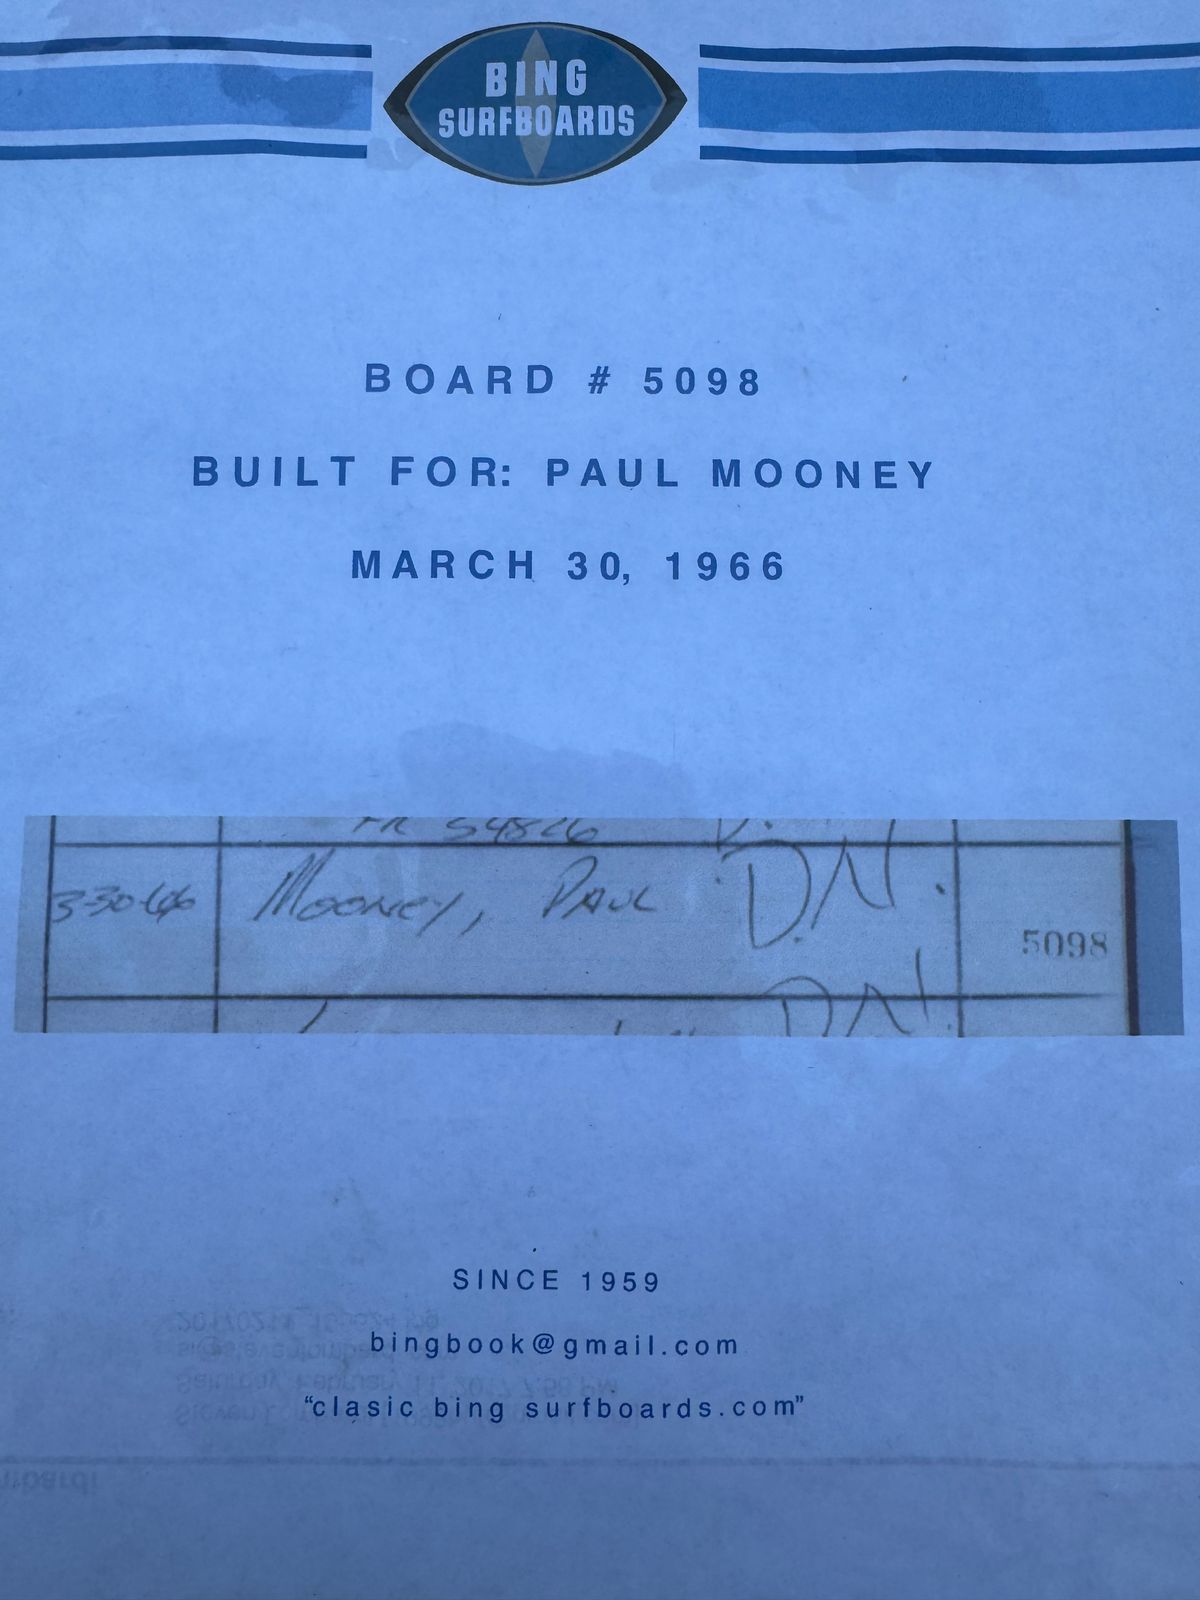 BING
SURFBOARDS
BOARD # 5098
BUILT FOR: PAUL MOONEY
MARCH 30, 1966
3-30-66 Mooney, PAUL D.N. 5098
D.N.
SINCE 1959
bingbook@gmail.com
“clasic bing surfboards.com”